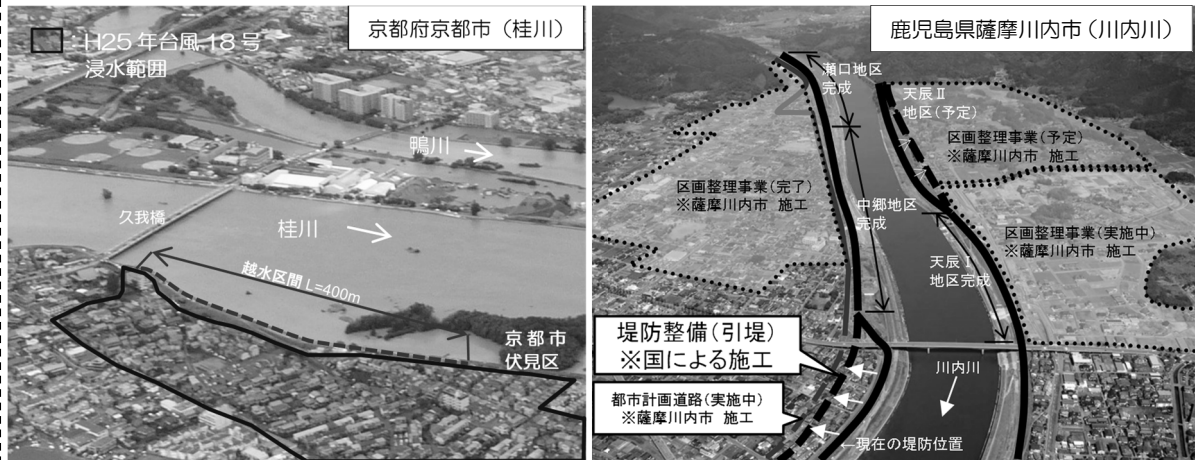 京都府京都市（桂川）
：H25年台風18号
浸水範囲
鴨川
久我橋
桂川
越水区間 L=400m
京都市
伏見区
鹿児島県薩摩川内市（川内川）
瀬口地区
完成
天辰Ⅱ
地区（予定）
区画整理事業（予定）
※薩摩川内市 施工
区画整理事業（完了）
※薩摩川内市 施工
中郷地区
完成
区画整理事業（実施中）
※薩摩川内市 施工
天辰Ⅰ
地区完成
堤防整備（引堤）
※国による施工
都市計画道路（実施中）
※薩摩川内市 施工
川内川
←現在の堤防位置